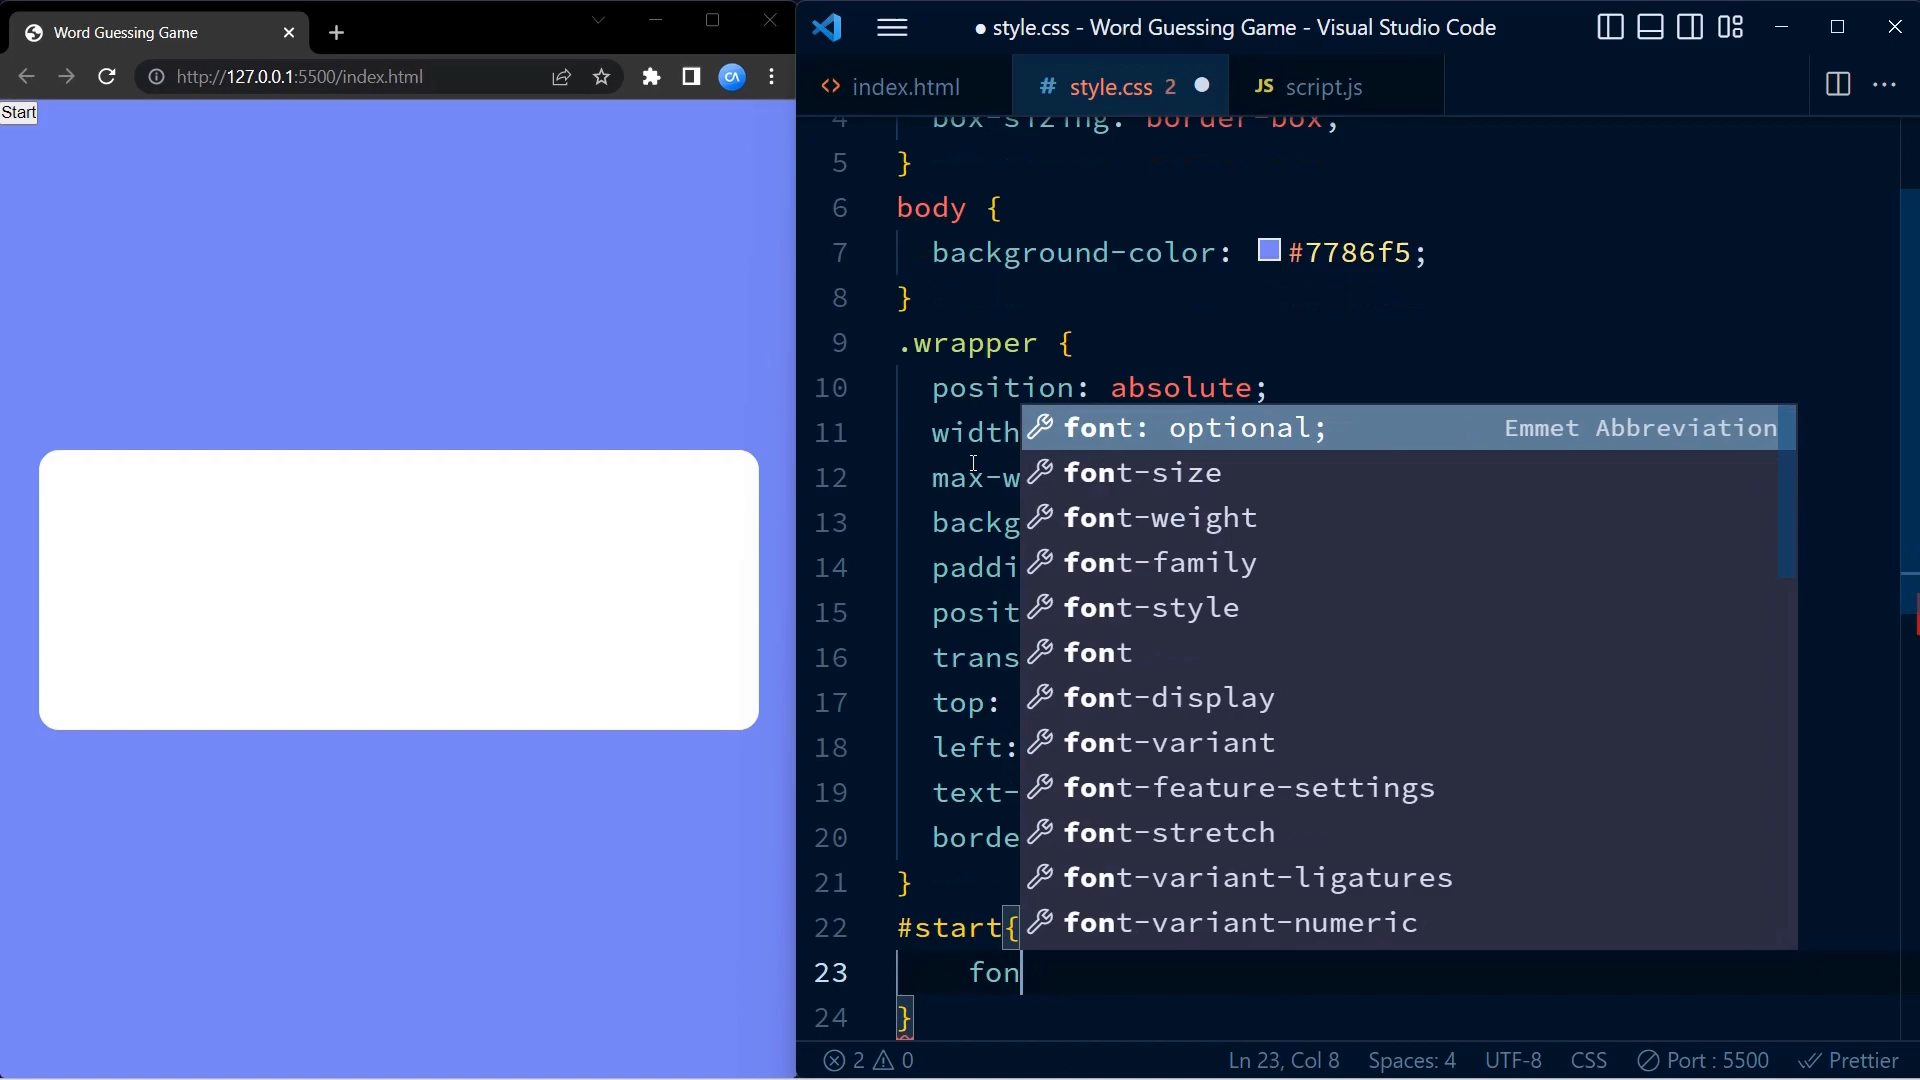 Word Guessing Game
http://127.0.0.1:5500/index.html
CA
Start
● style.css - Word Guessing Game - Visual Studio Code
<> index.html
# style.css 2
JS script.js
4 box-sizing: border-box;
5 }
6 body {
7 background-color: #7786f5;
8 }
9 .wrapper {
10 position: absolute;
11 width
12 max-w
13 backg
14 paddi
15 posit
16 trans
17 top:
18 left:
19 text-
20 borde
21 }
22 #start{
23 fon
24 }
font: optional; Emmet Abbreviation
font-size
font-weight
font-family
font-style
font
font-display
font-variant
font-feature-settings
font-stretch
font-variant-ligatures
font-variant-numeric
2 0 Ln 23, Col 8 Spaces: 4 UTF-8 CSS Port : 5500 Prettier